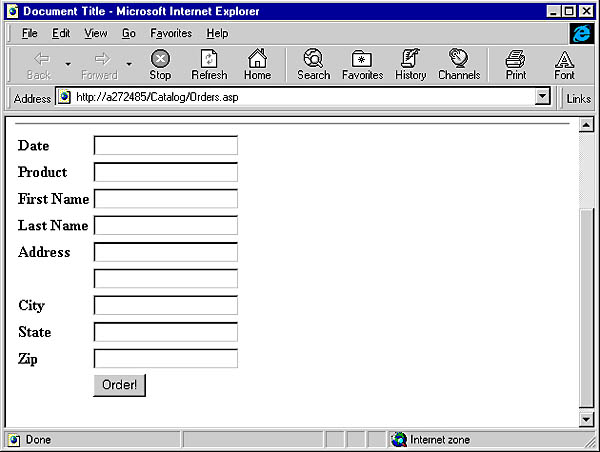 Document Title - Microsoft Internet Explorer
File Edit View Go Favorites Help
Back Forward Stop Refresh Home Search Favorites History Channels Print Font
Address http://a272485/Catalog/Orders.asp Links
Date
Product
First Name
Last Name
Address
City
State
Zip
Order!
Done Internet zone